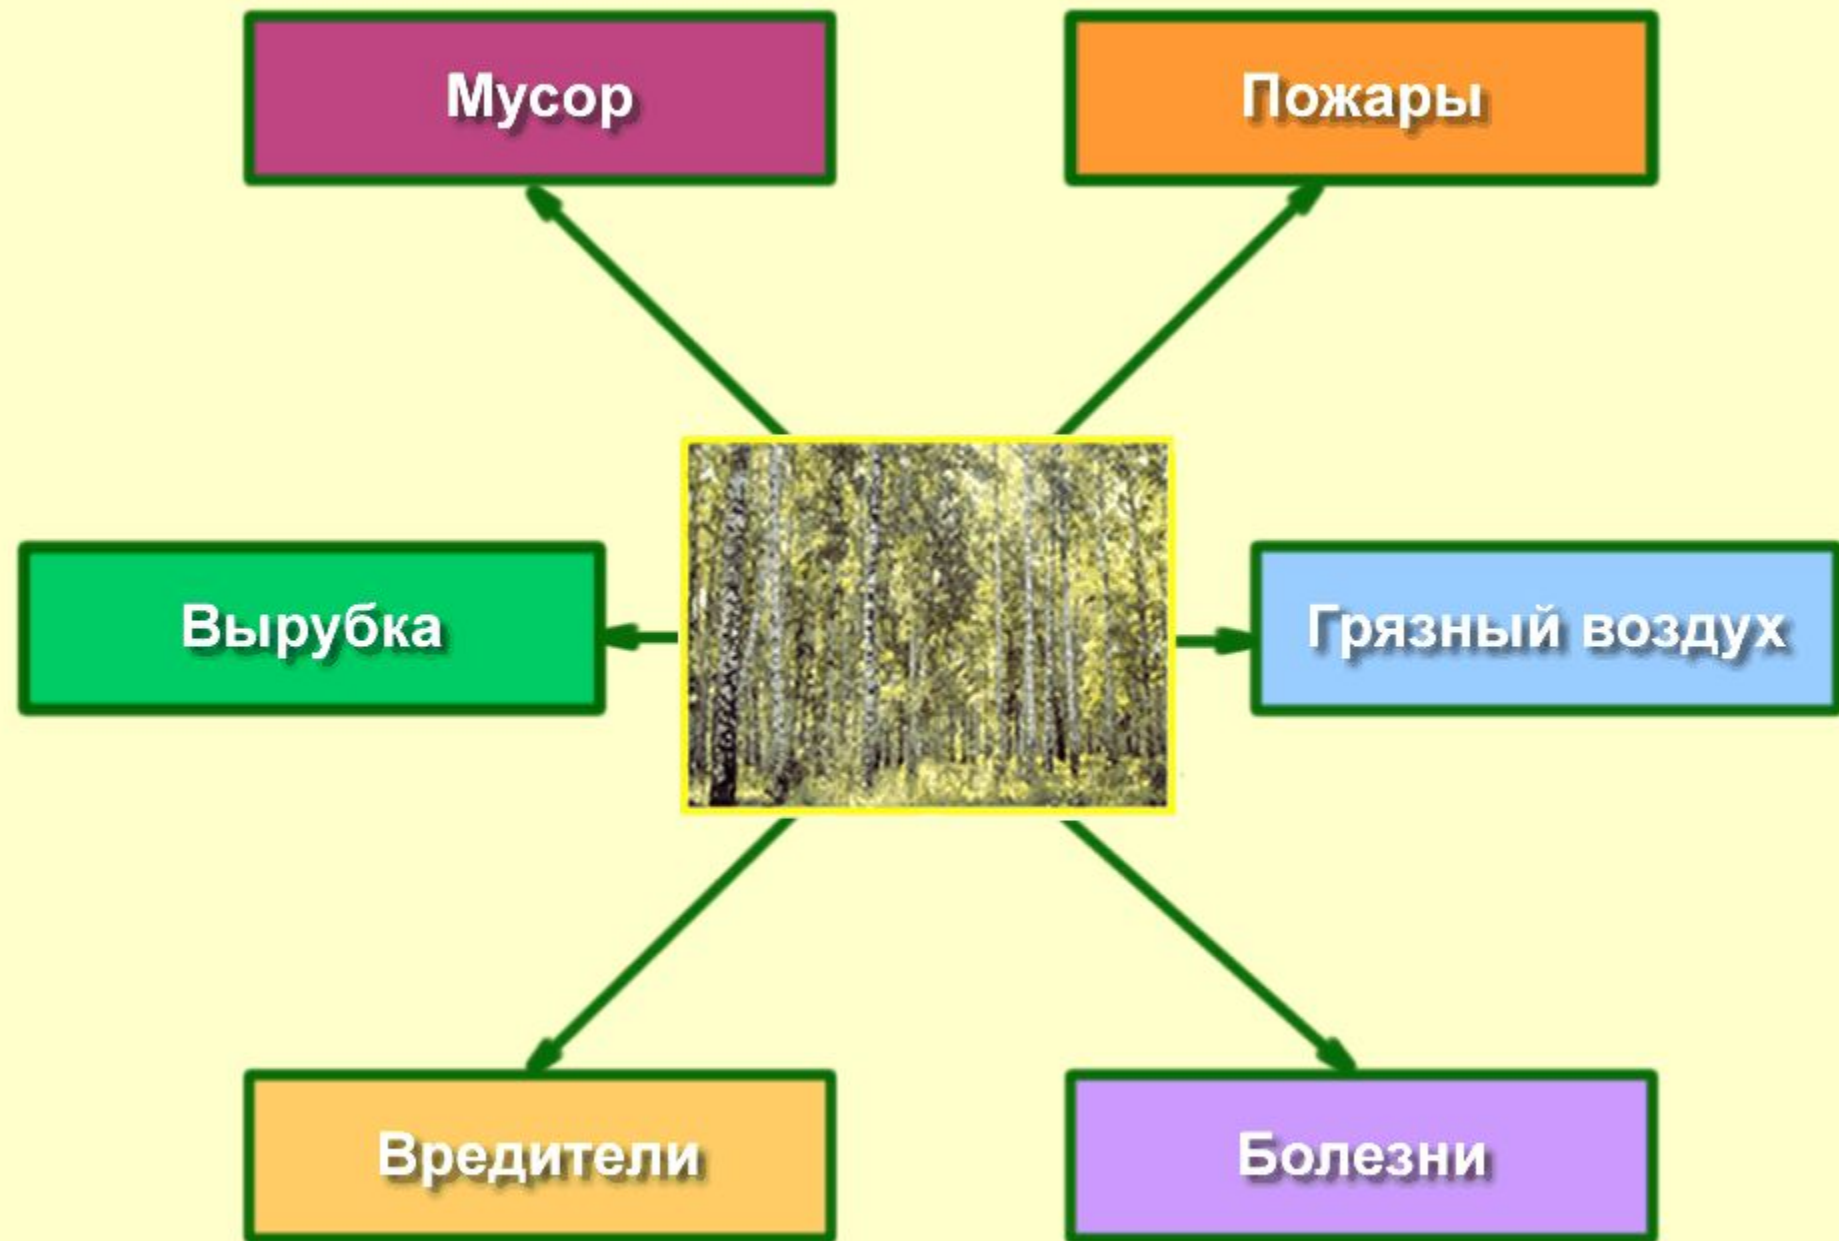 Мусор
Пожары
Вырубка
Грязный воздух
Вредители
Болезни